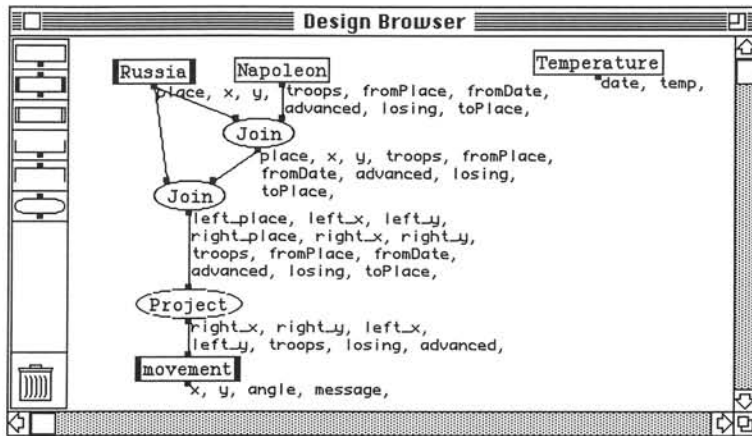 Design Browser
Russia
Napoleon
Temperature
place, x, y,
troops, fromPlace, fromDate,
advanced, losing, toPlace,
date, temp,
Join
place, x, y, troops, fromPlace,
fromDate, advanced, losing,
toPlace,
Join
left_place, left_x, left_y,
right_place, right_x, right_y,
troops, fromPlace, fromDate,
advanced, losing, toPlace,
Project
right_x, right_y, left_x,
left_y, troops, losing, advanced,
movement
x, y, angle, message,